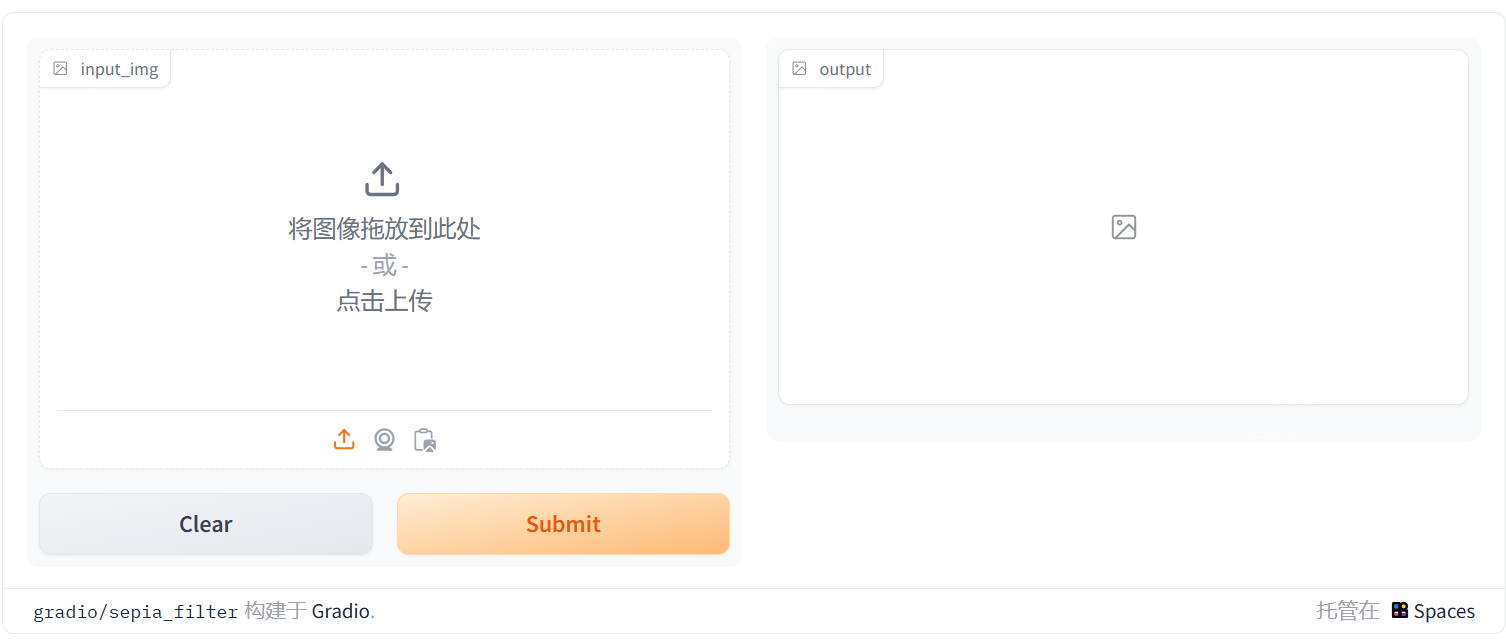 input_img
output
将图像拖放到此处
- 或 -
点击上传
Clear
Submit
gradio/sepia_filter 构建于 Gradio.
托管在 Spaces